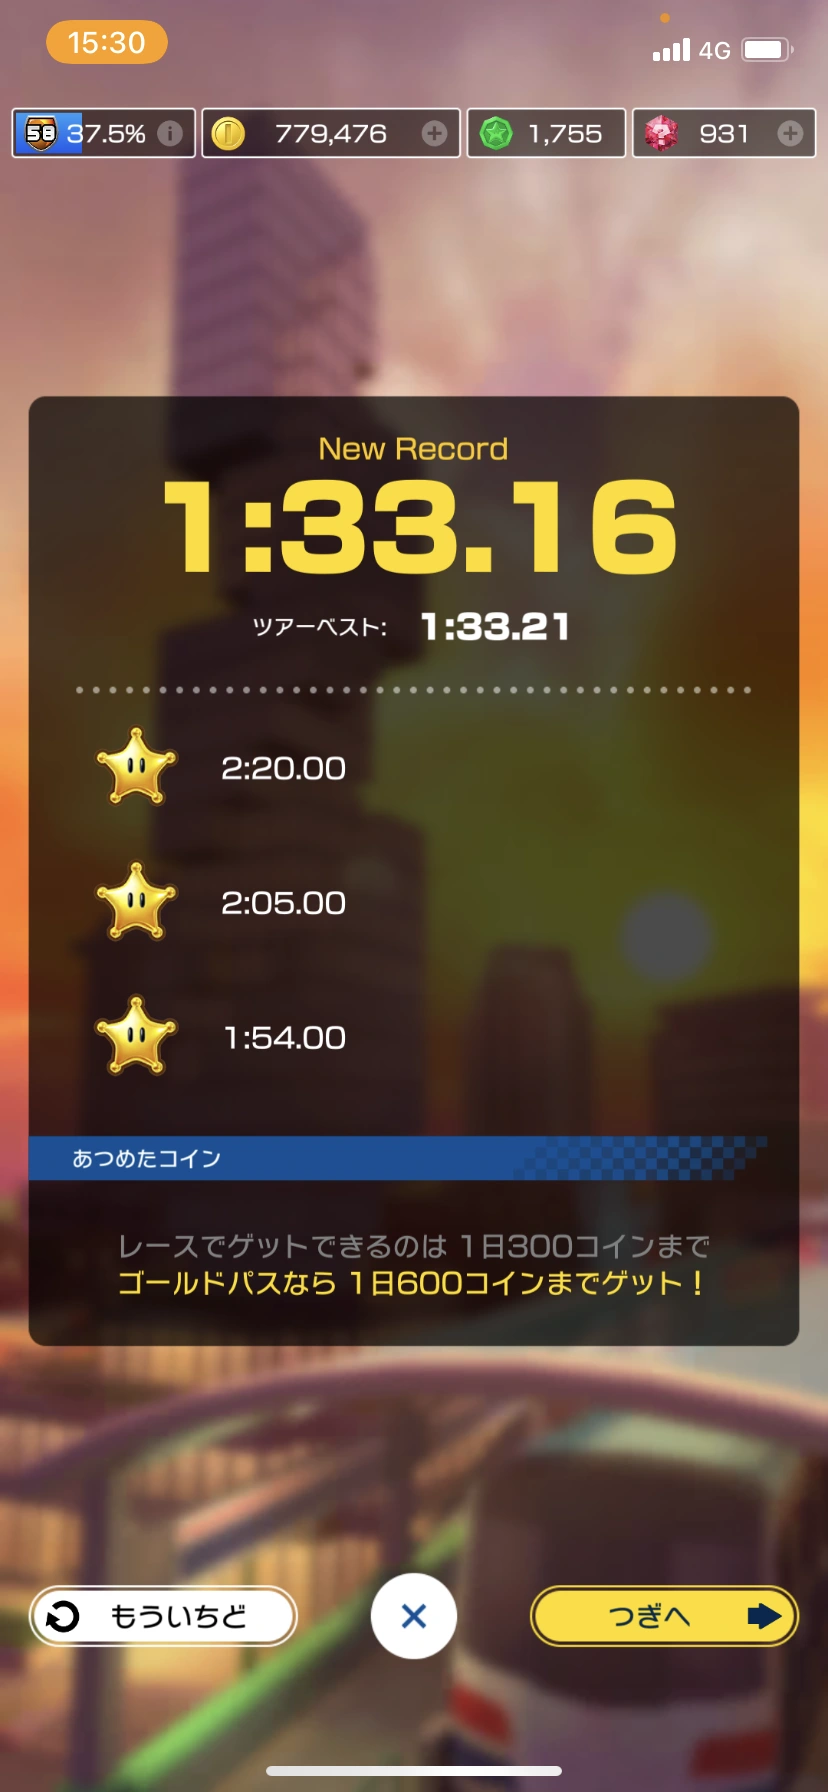 15:30
4G
58 37.5% i 779,476 + 1,755 931 +
New Record
1:33.16
ツアーベスト: 1:33.21
2:20.00
2:05.00
1:54.00
あつめたコイン
レースでゲットできるのは 1日300コインまで
ゴールドパスなら 1日600コインまでゲット！
もういちど
つぎへ